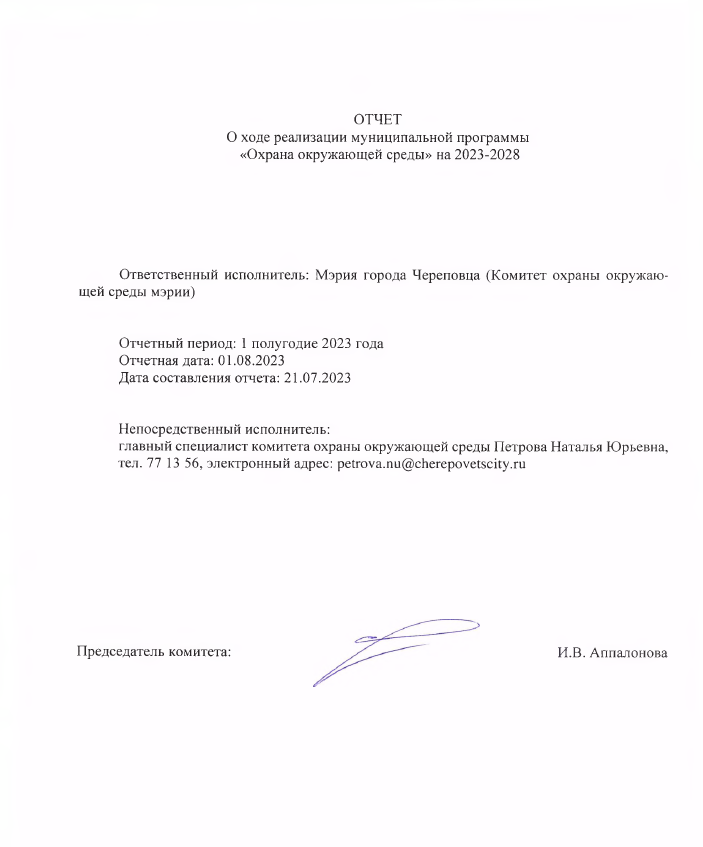 ОТЧЕТ
О ходе реализации муниципальной программы
«Охрана окружающей среды» на 2023-2028
Ответственный исполнитель: Мэрия города Череповца (Комитет охраны окружаю-
щей среды мэрии)
Отчетный период: 1 полугодие 2023 года
Отчетная дата: 01.08.2023
Дата составления отчета: 21.07.2023
Непосредственный исполнитель:
главный специалист комитета охраны окружающей среды Петрова Наталья Юрьевна,
тел. 77 13 56, электронный адрес: petrova.nu@cherepovetscity.ru
Председатель комитета: И.В. Аппалонова